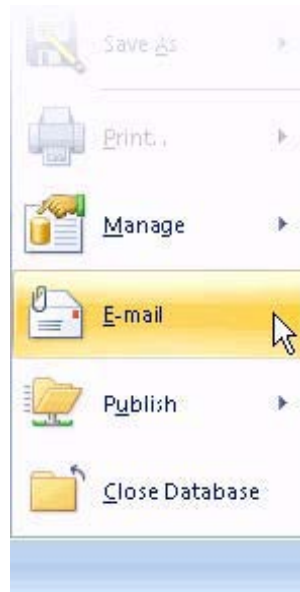 Save As
Print..
Manage
E-mail
Publish
Close Database